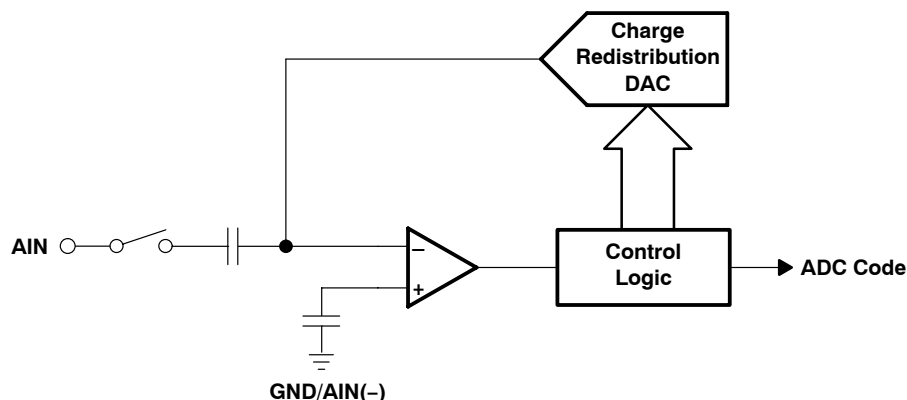 Charge
Redistribution
DAC
AIN
−
+
Control
Logic
ADC Code
GND/AIN(−)